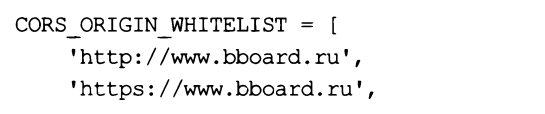 CORS_ORIGIN_WHITELIST = [
    'http://www.bboard.ru',
    'https://www.bboard.ru',